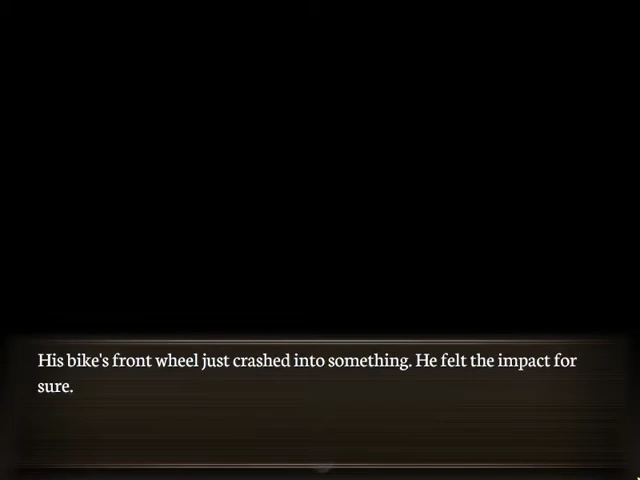 His bike's front wheel just crashed into something. He felt the impact for
sure.